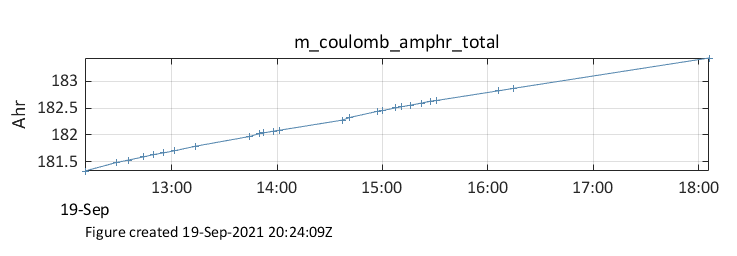 m_coulomb_amphr_total
Ahr
183
182.5
182
181.5
13:00 14:00 15:00 16:00 17:00 18:00
19-Sep
Figure created 19-Sep-2021 20:24:09Z